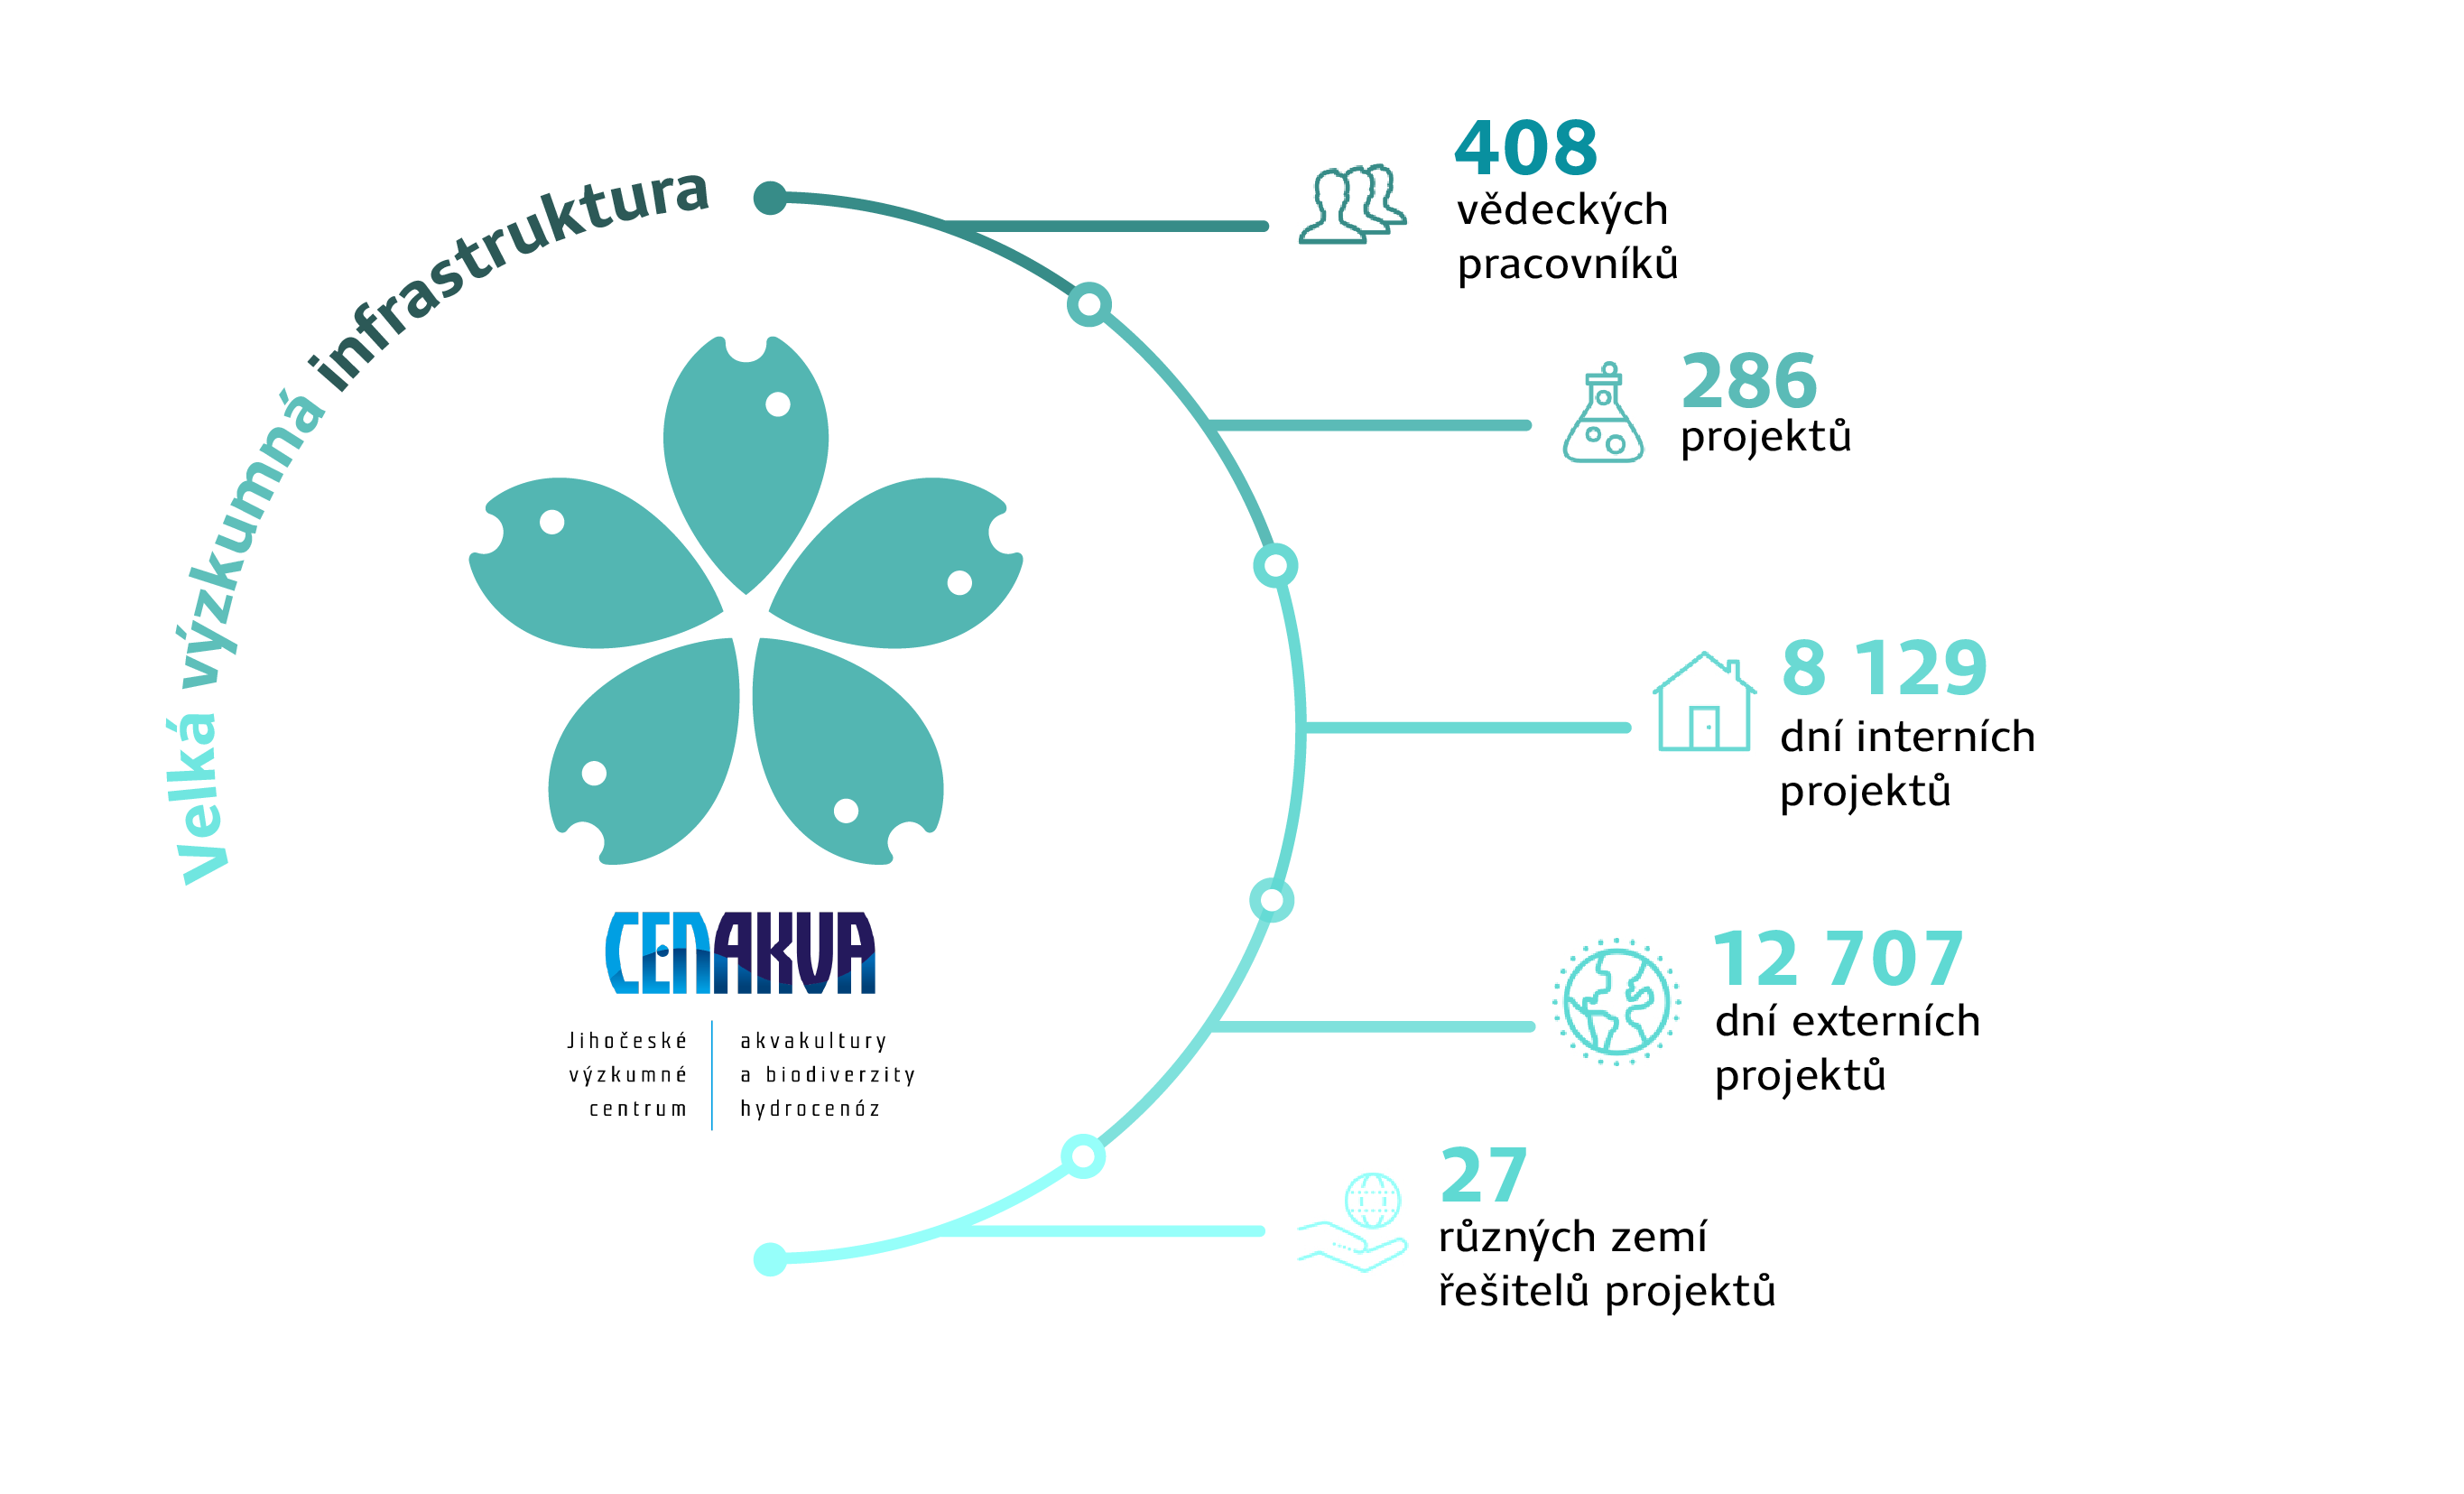 Velká výzkumná infrastruktura
408
vědeckých
pracovníků
286
projektů
8 129
dní interních
projektů
12 707
dní externích
projektů
27
různých zemí
řešitelů projektů
CENAKVA
Jihočeské
výzkumné
centrum
akvakultury
a biodiverzity
hydrocenóz